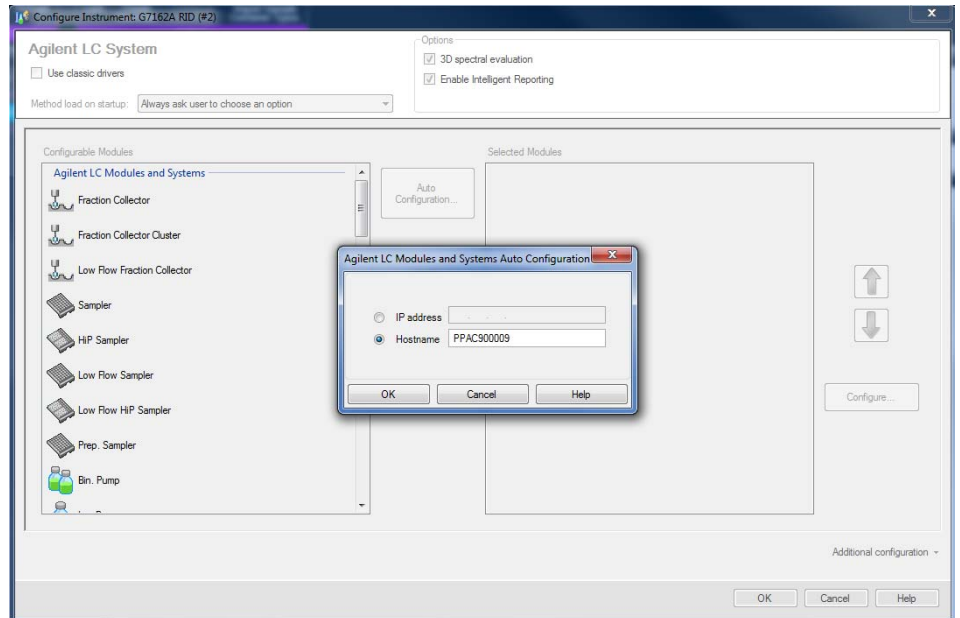 Configure Instrument: G7162A RID (#2)
x
Agilent LC System
Use classic drivers
Method load on startup: Always ask user to choose an option
Options
3D spectral evaluation
Enable Intelligent Reporting
Configurable Modules
Agilent LC Modules and Systems
Fraction Collector
Fraction Collector Cluster
Low Flow Fraction Collector
Sampler
HiP Sampler
Low Flow Sampler
Low Flow HiP Sampler
Prep. Sampler
Bin. Pump
Auto
Configuration...
Selected Modules
Agilent LC Modules and Systems Auto Configuration
x
IP address . . .
Hostname PPAC900009
OK Cancel Help
Configure...
Additional configuration
OK Cancel Help